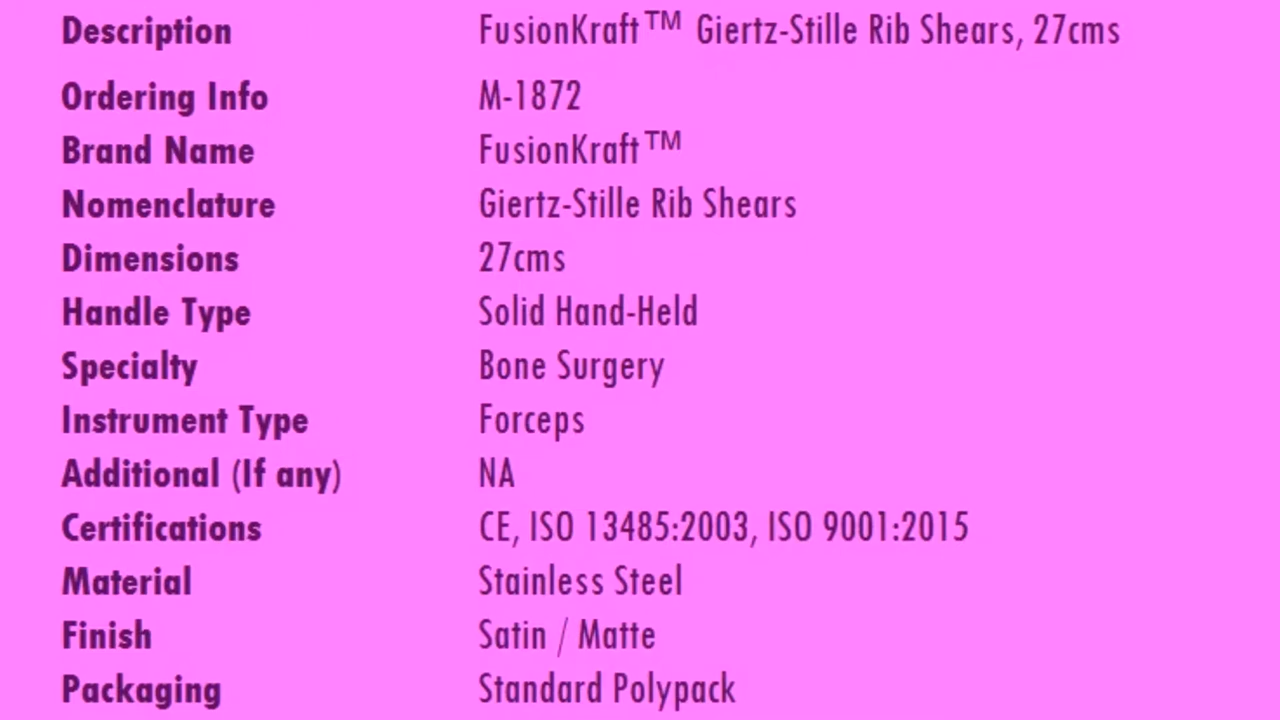 Description FusionKraft™ Giertz-Stille Rib Shears, 27cms
Ordering Info M-1872
Brand Name FusionKraft™
Nomenclature Giertz-Stille Rib Shears
Dimensions 27cms
Handle Type Solid Hand-Held
Specialty Bone Surgery
Instrument Type Forceps
Additional (If any) NA
Certifications CE, ISO 13485:2003, ISO 9001:2015
Material Stainless Steel
Finish Satin / Matte
Packaging Standard Polypack